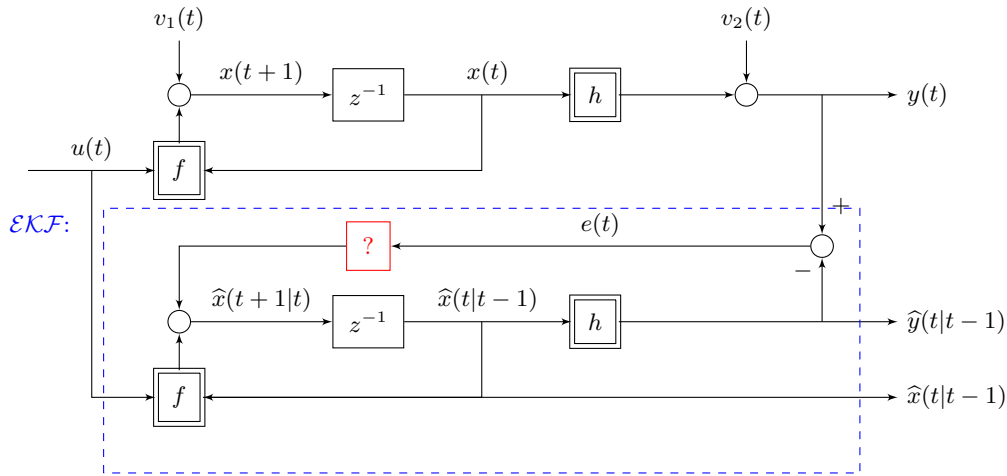 v₁(t)
v₂(t)
x(t + 1)
z⁻¹
x(t)
h
y(t)
u(t)
f
ℰ𝒦ℱ:
+
e(t)
?
−
x̂(t + 1|t)
z⁻¹
x̂(t|t − 1)
h
ŷ(t|t − 1)
f
x̂(t|t − 1)